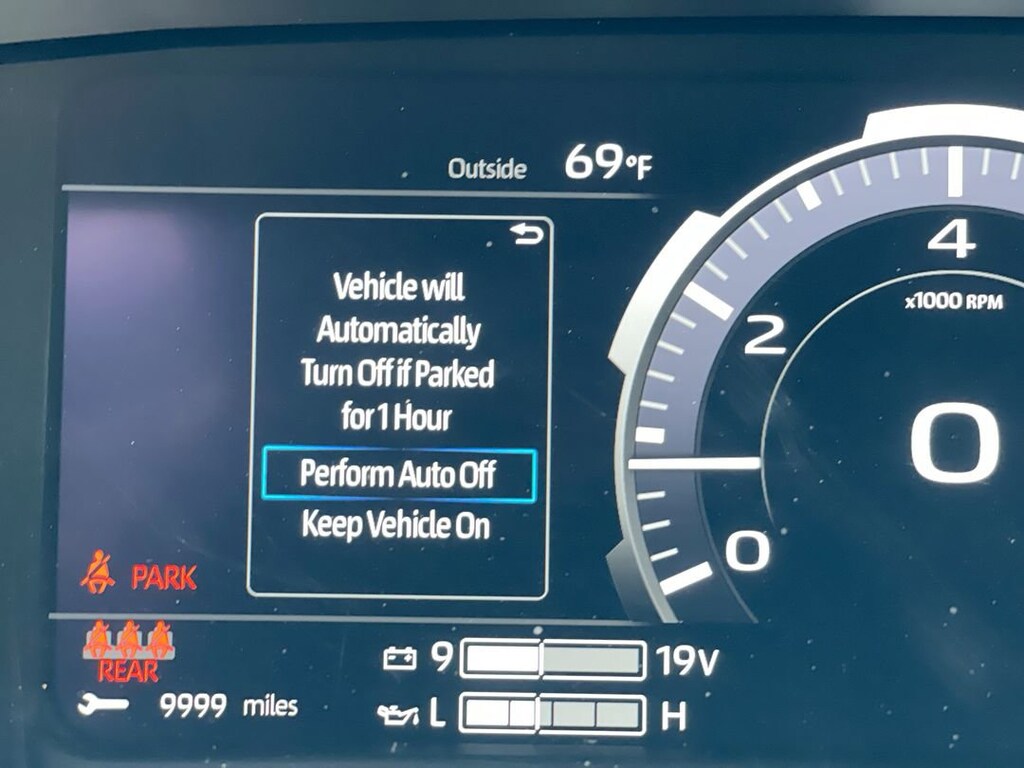 Outside 69°F
Vehicle will
Automatically
Turn Off if Parked
for 1 Hour
Perform Auto Off
Keep Vehicle On
4
x1000 RPM
2
0
0
PARK
REAR
9999 miles
9 19V
L H